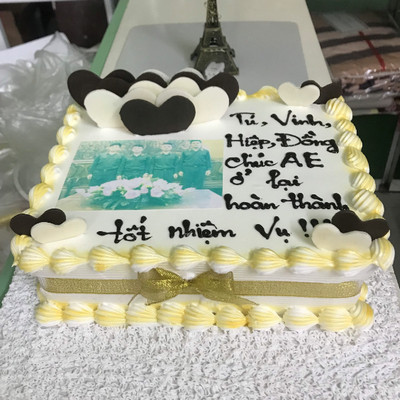 Tú, Vinh,
Hiệp, Đồng
chúc AE
ở lại
hoàn thành
tốt nhiệm vụ !!!